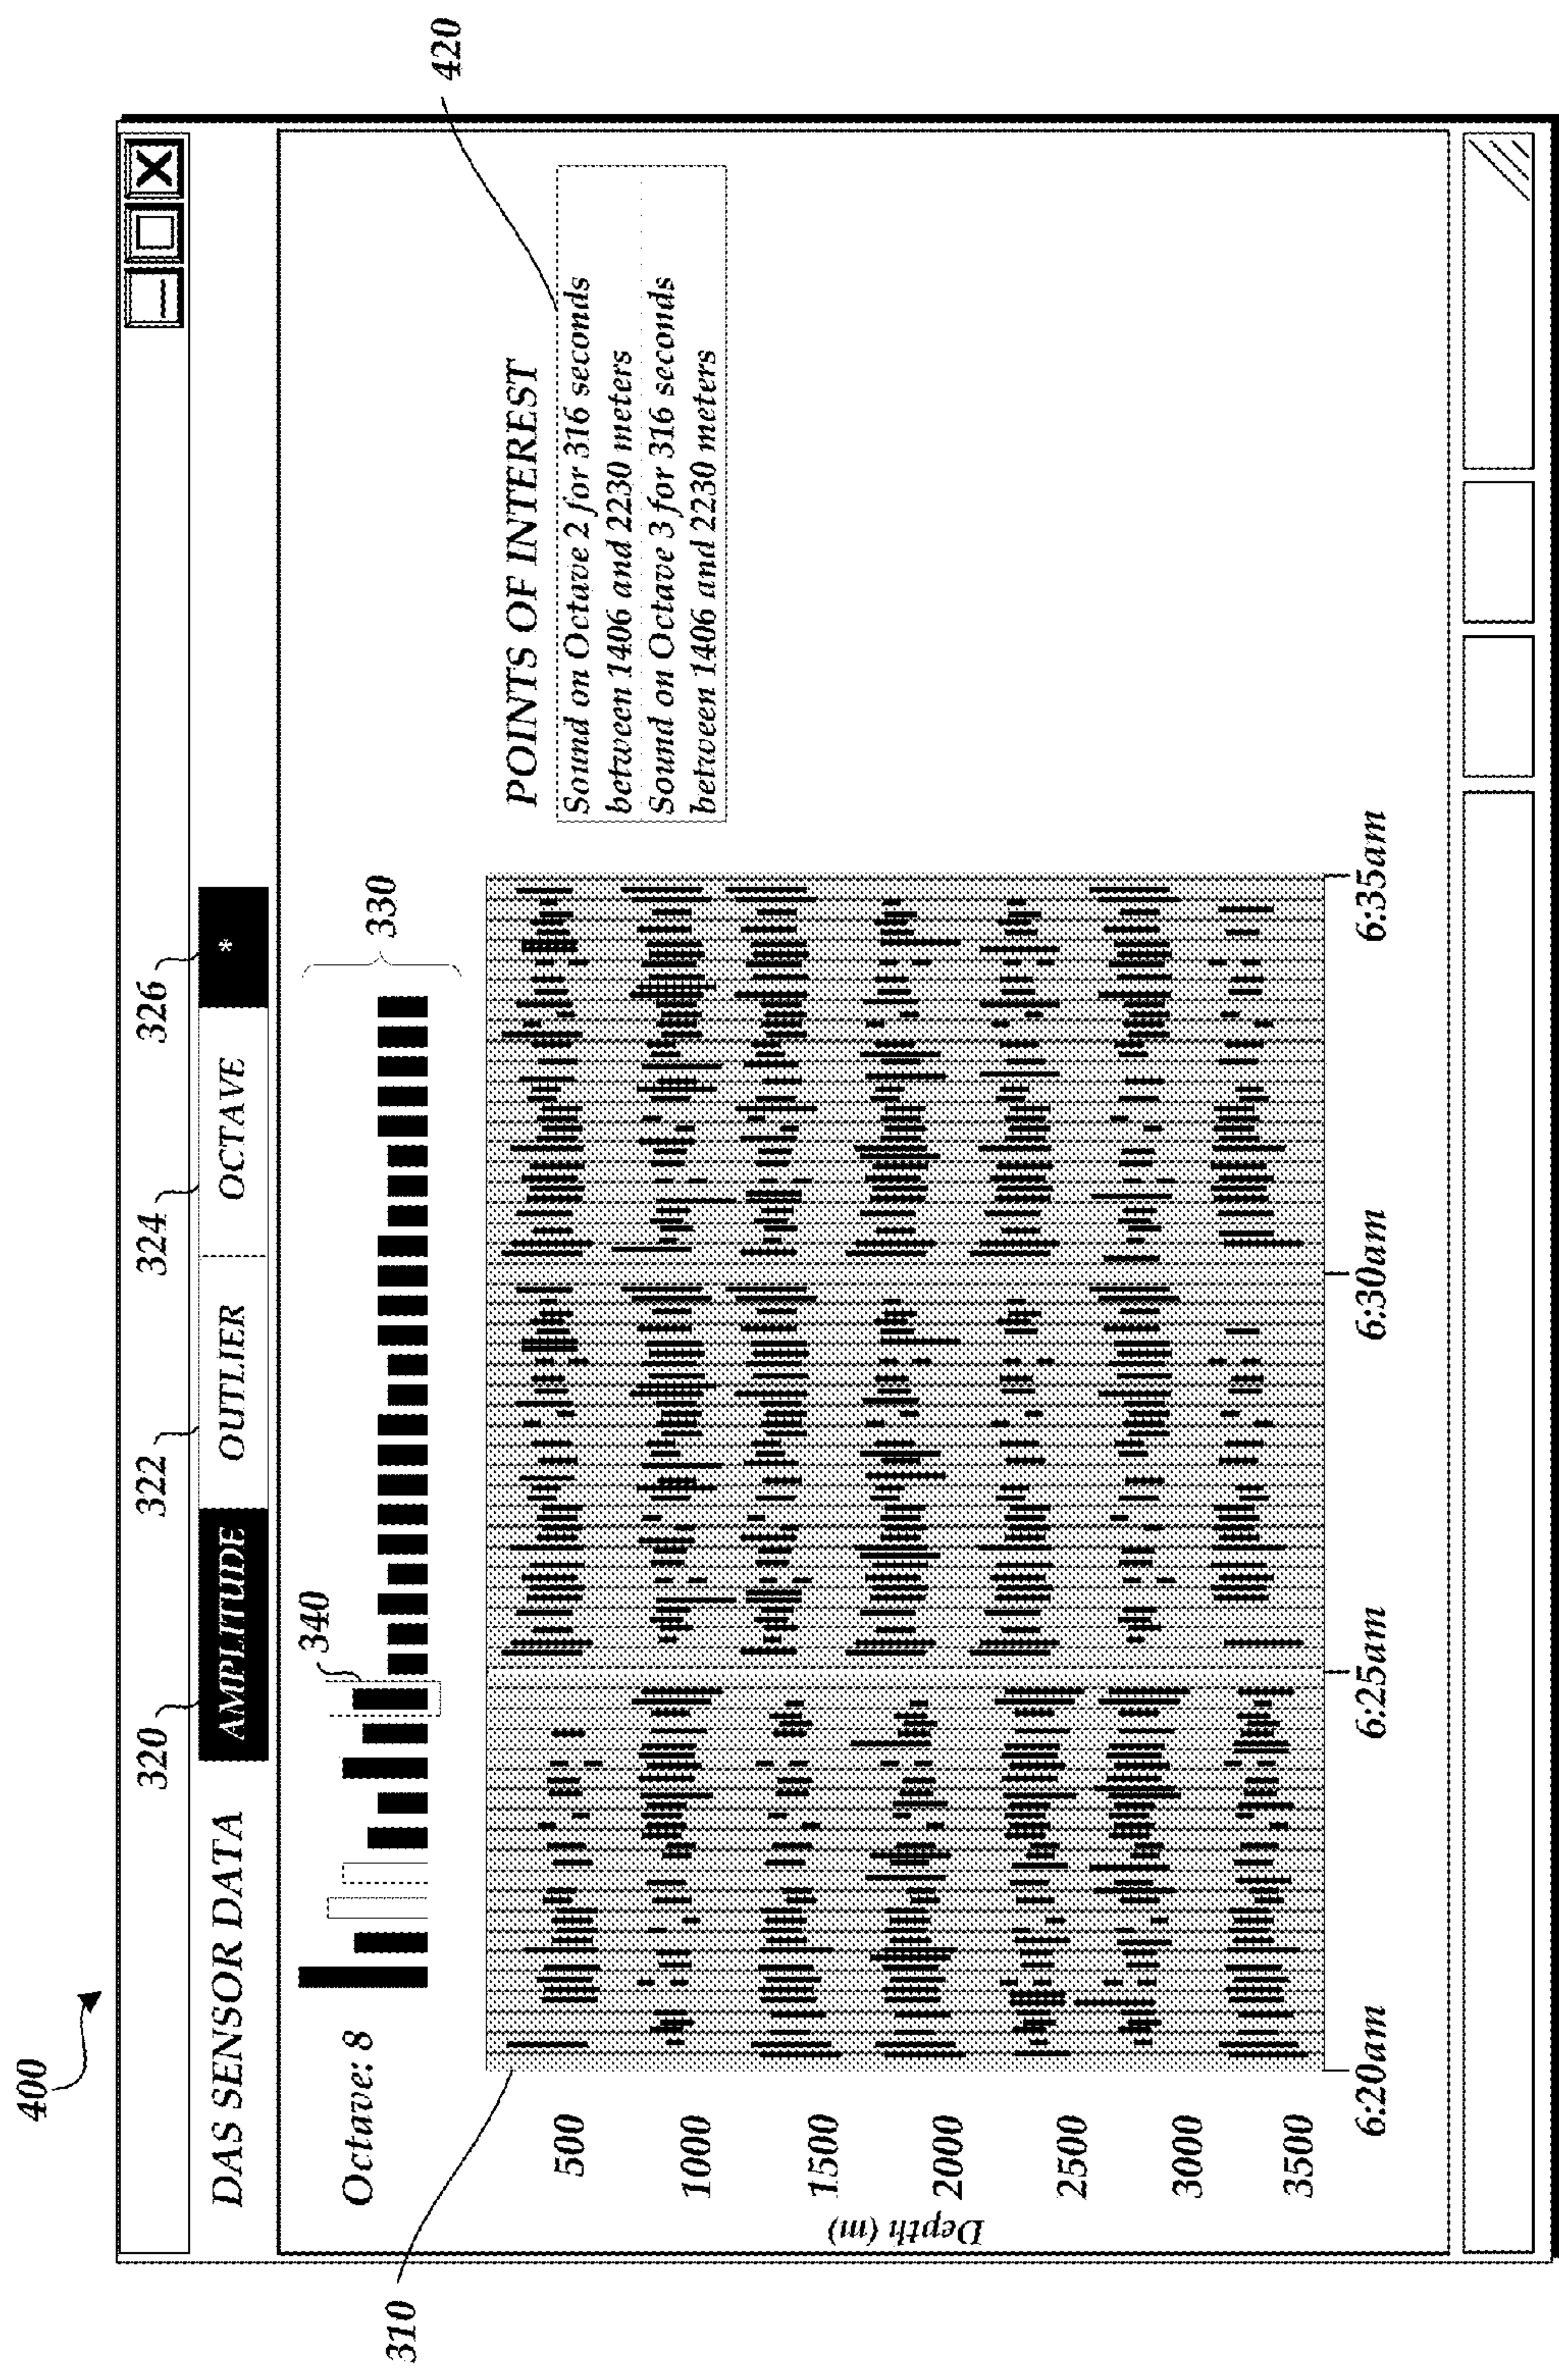 400
320
322
324
326
DAS SENSOR DATA
AMPLITUDE
OUTLIER
OCTAVE
*
Octave: 8
340
330
310
420
POINTS OF INTEREST
Sound on Octave 2 for 316 seconds
between 1406 and 2230 meters
Sound on Octave 3 for 316 seconds
between 1406 and 2230 meters
Depth (m)
500
1000
1500
2000
2500
3000
3500
6:20am
6:25am
6:30am
6:35am